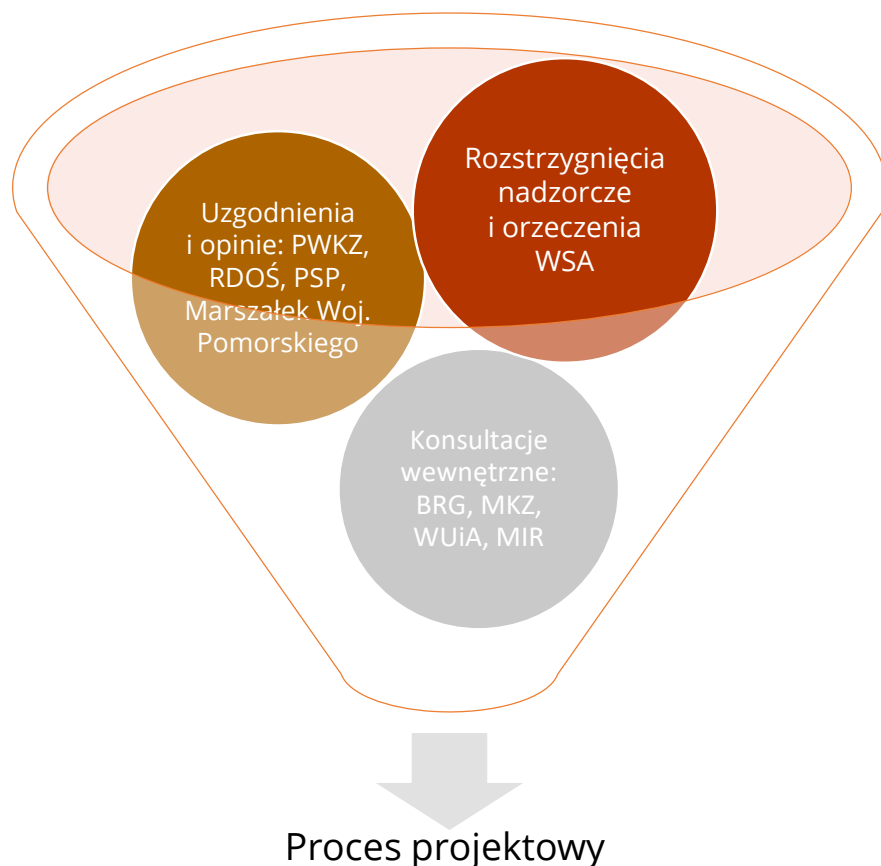 Rozstrzygnięcia
nadzorcze
i orzeczenia
WSA
Uzgodnienia
i opinie: PWKZ,
RDOŚ, PSP,
Marszałek Woj.
Pomorskiego
Konsultacje
wewnętrzne:
BRG, MKZ,
WUiA, MIR
Proces projektowy